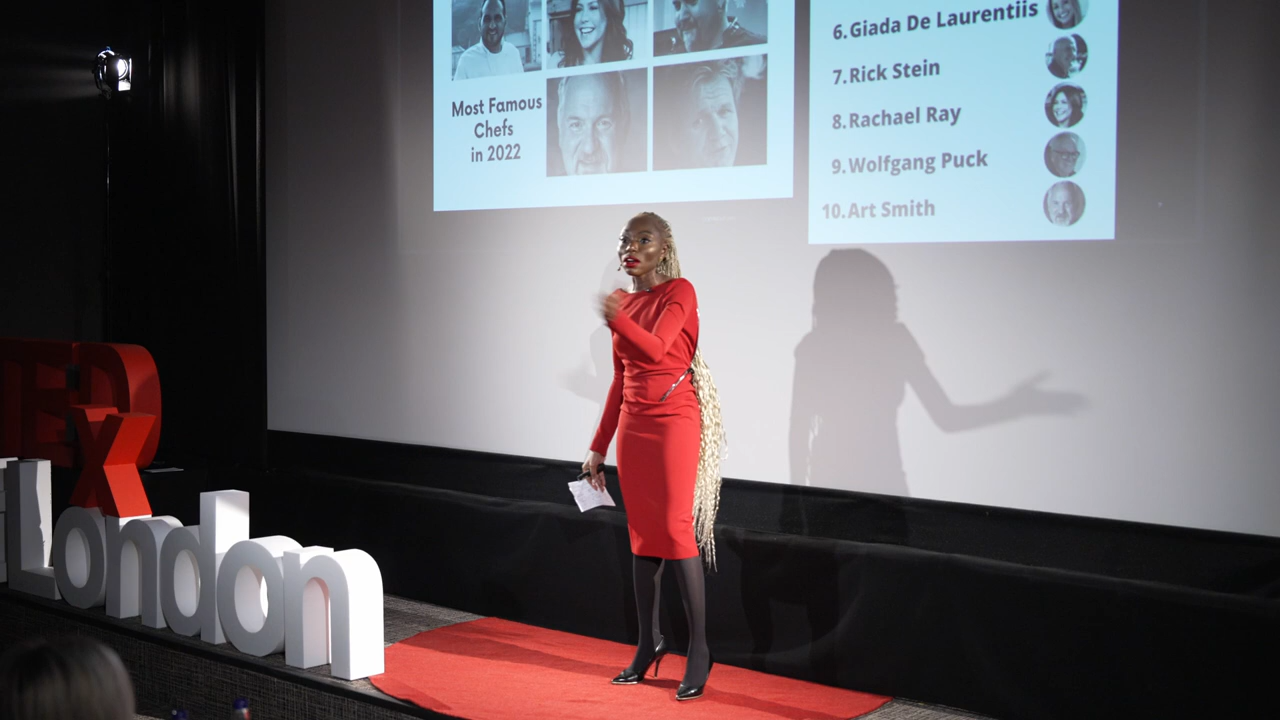 Most Famous
Chefs
in 2022
6. Giada De Laurentiis
7. Rick Stein
8. Rachael Ray
9. Wolfgang Puck
10. Art Smith
TED
X
London